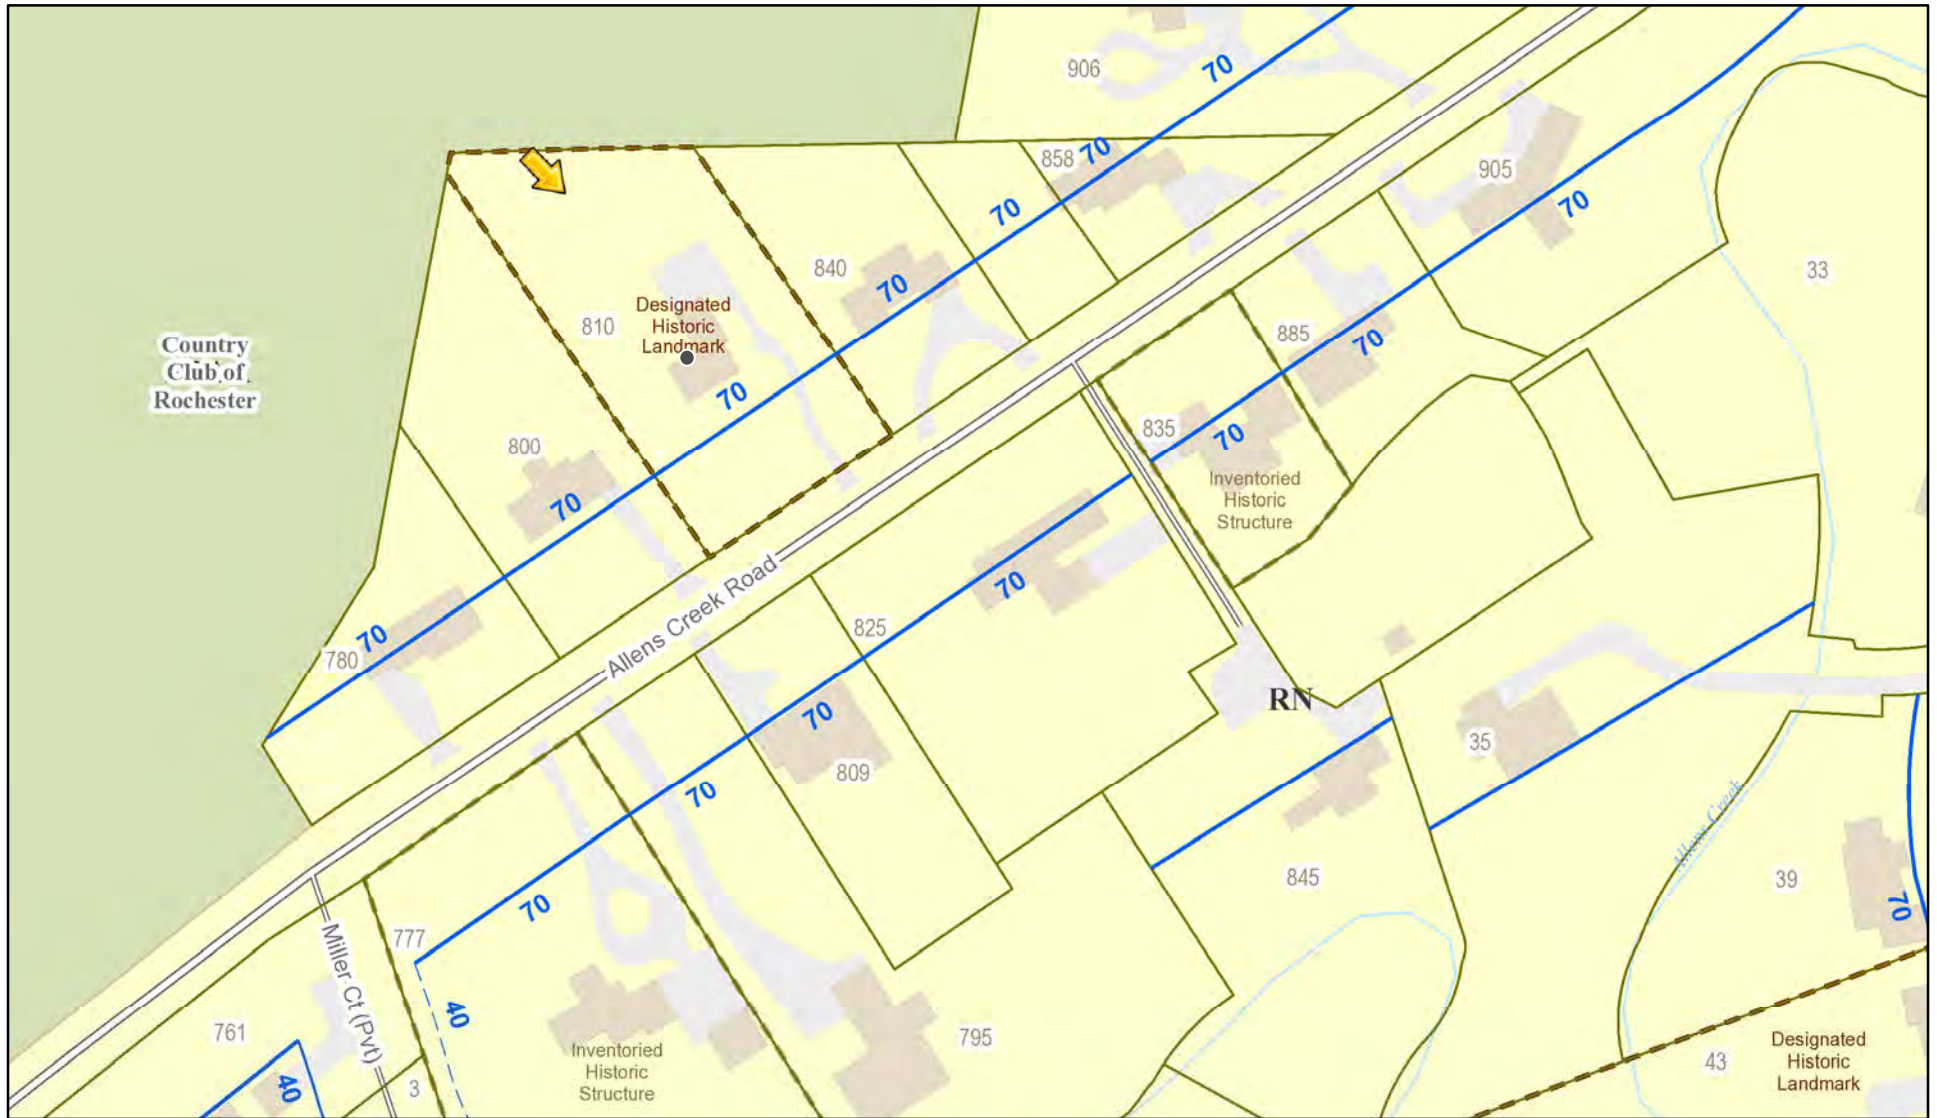 906
70
70
858
905
70
70
33
840
70
Designated
Historic
Landmark
810
885
70
Country
Club of
Rochester
70
835
70
800
Inventoried
Historic
Structure
70
Allens Creek Road
70
825
70
780
RN
70
35
809
70
Allens Creek
845
39
70
70
777
Miller Ct (Pvt)
40
761
795
Inventoried
Historic
Structure
40
3
43
Designated
Historic
Landmark